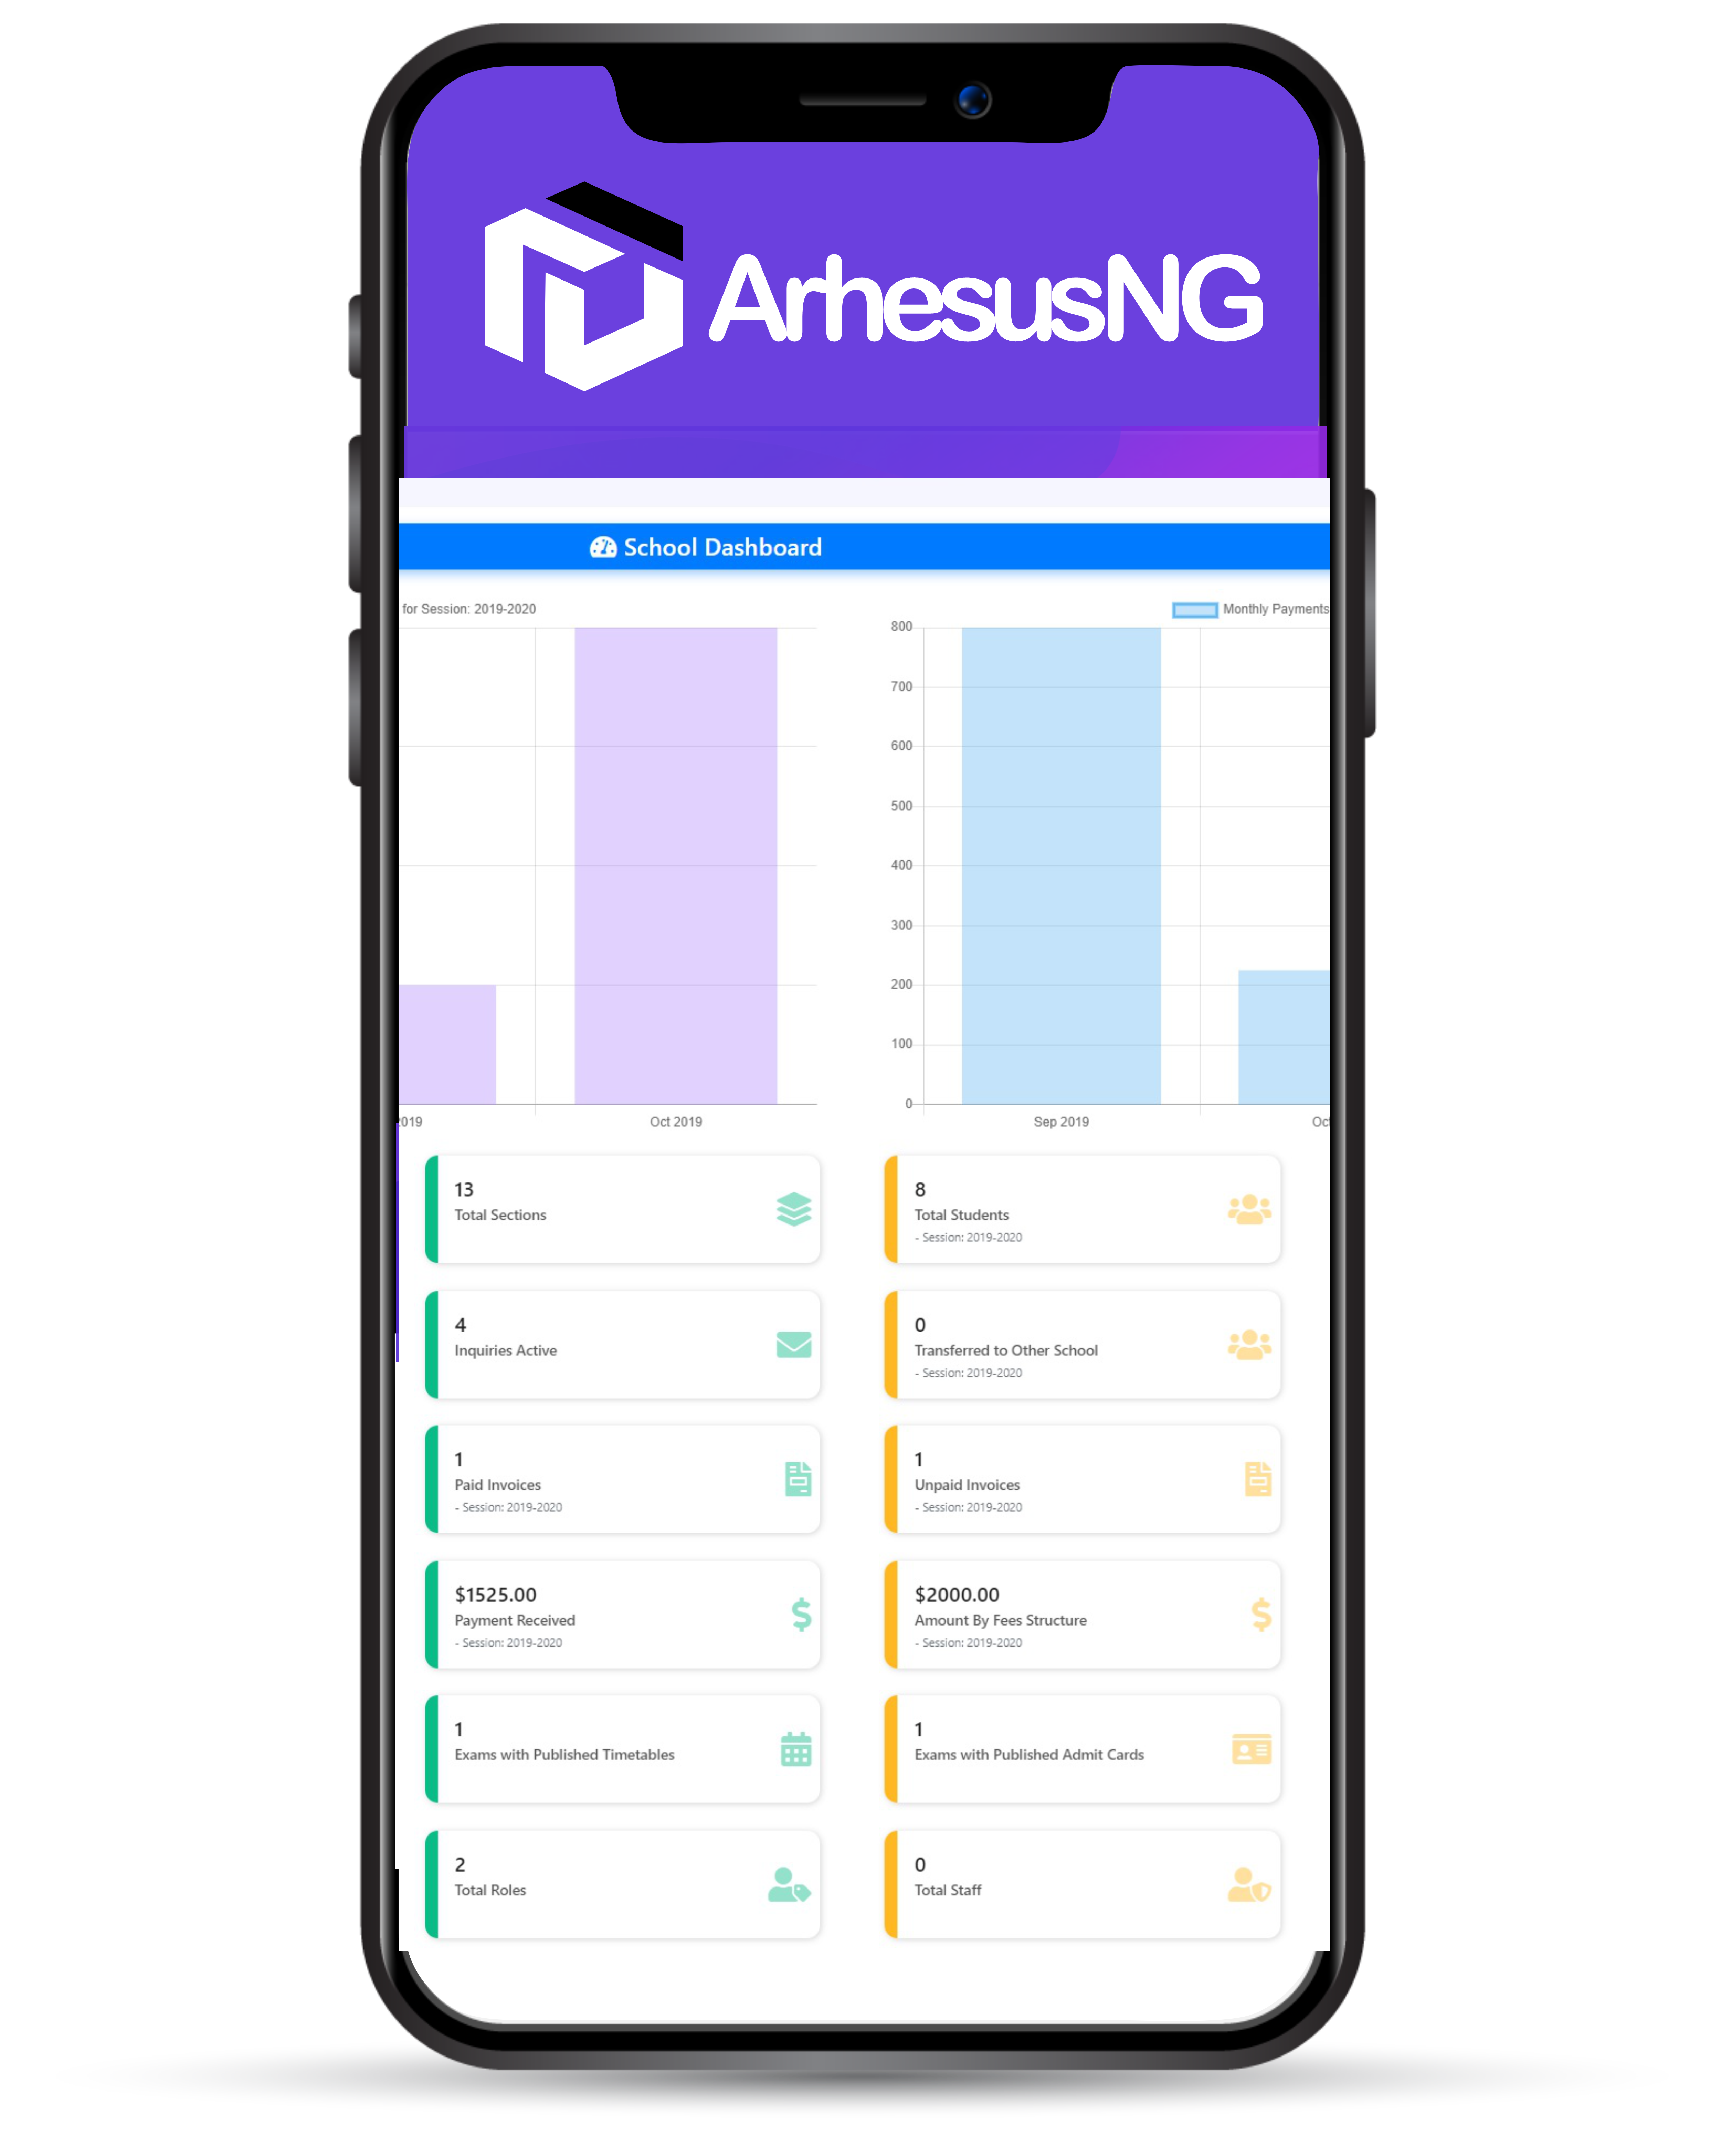 ArhesusNG
School Dashboard
for Session: 2019-2020
Monthly Payments
800
700
600
500
400
300
200
100
0
Oct 2019
Sep 2019
13
Total Sections
8
Total Students
- Session: 2019-2020
4
Inquiries Active
0
Transferred to Other School
- Session: 2019-2020
1
Paid Invoices
- Session: 2019-2020
1
Unpaid Invoices
- Session: 2019-2020
$1525.00
Payment Received
- Session: 2019-2020
$2000.00
Amount By Fees Structure
- Session: 2019-2020
1
Exams with Published Timetables
1
Exams with Published Admit Cards
2
Total Roles
0
Total Staff